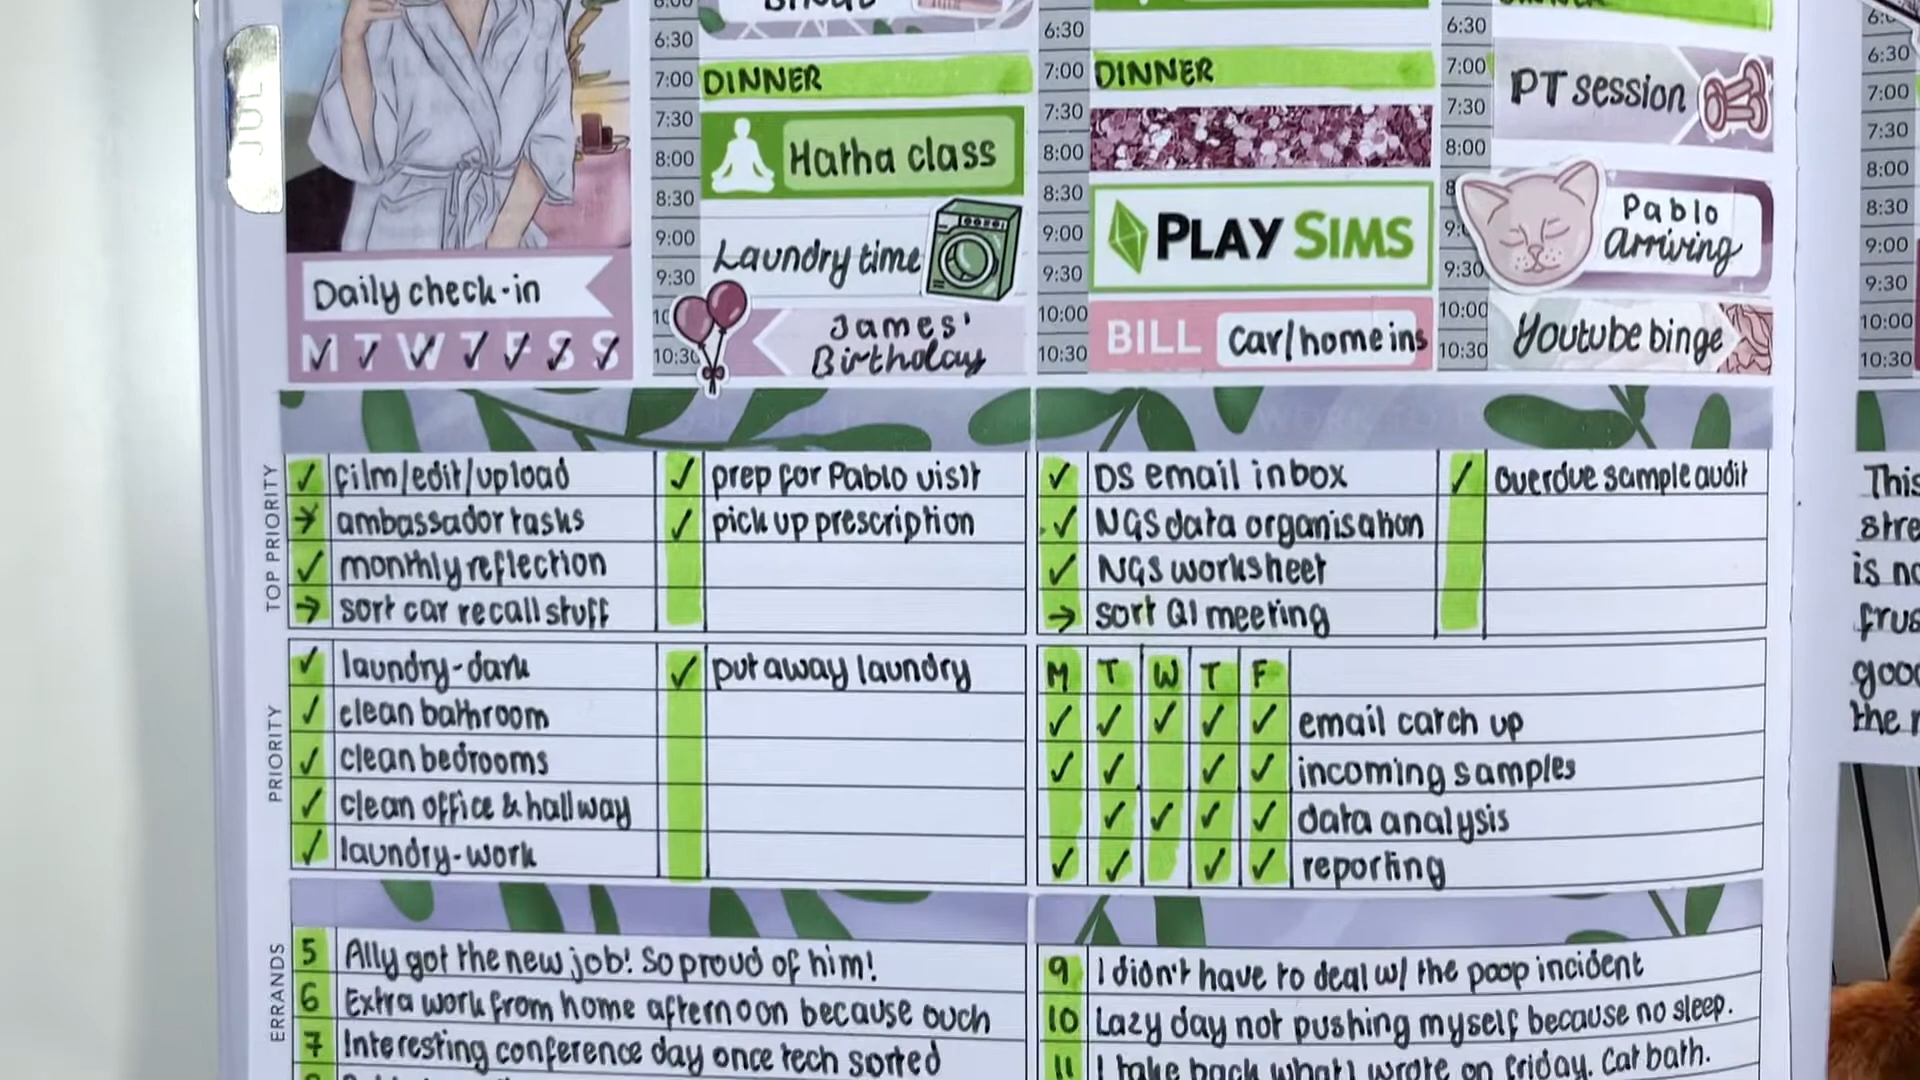 JUL
Daily check-in
M T W T F S S
6:30
7:00
7:30
8:00
8:30
9:00
9:30
10:30
DINNER
Hatha class
Laundry time
James'
Birthday
6:30
7:00
7:30
8:00
8:30
9:00
9:30
10:00
10:30
DINNER
PLAY SIMS
BILL Car/home ins
6:30
7:00
7:30
8:00
9:30
10:00
10:30
PT session
Pablo
Arriving
Youtube binge
6:30
7:00
7:30
8:00
8:30
9:00
9:30
10:00
10:30
TOP PRIORITY
✓ film/edit/upload
→ ambassador tasks
✓ monthly reflection
→ sort car recall stuff
✓ prep for Pablo visit
✓ pick up prescription
✓ DS email inbox
✓ NGS data organisation
✓ NGS worksheet
→ sort QI meeting
✓ overdue sample audit
PRIORITY
✓ laundry-dark
✓ clean bathroom
✓ clean bedrooms
✓ clean office & hallway
✓ laundry-work
✓ put away laundry
M T W T F
✓ ✓ ✓ ✓ ✓ email catch up
✓ ✓ ✓ ✓ incoming samples
✓ ✓ ✓ ✓ data analysis
✓ ✓ ✓ ✓ reporting
ERRANDS
5 Ally got the new job! So proud of him!
6 Extra work from home afternoon because ouch
7 Interesting conference day once tech sorted
9 I didn't have to deal w/ the poop incident
10 Lazy day not pushing myself because no sleep.
11 I take back what I wrote on Friday. Cat bath.
This
is
the